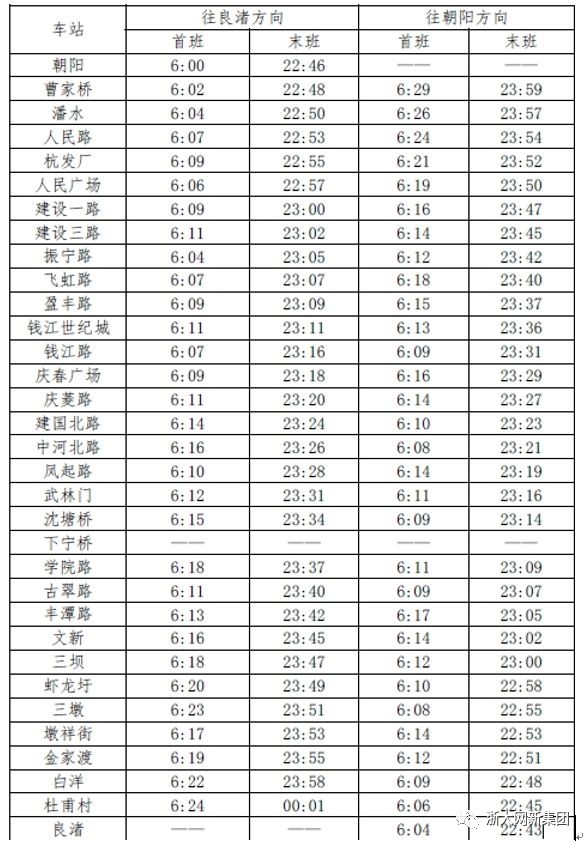 车站 往良渚方向 往朝阳方向
首班 末班 首班 末班
朝阳 6:00 22:46 —— ——
曹家桥 6:02 22:48 6:29 23:59
潘水 6:04 22:50 6:26 23:57
人民路 6:07 22:53 6:24 23:54
杭发厂 6:09 22:55 6:21 23:52
人民广场 6:06 22:57 6:19 23:50
建设一路 6:09 23:00 6:16 23:47
建设三路 6:11 23:02 6:14 23:45
振宁路 6:04 23:05 6:12 23:42
飞虹路 6:07 23:07 6:18 23:40
盈丰路 6:09 23:09 6:15 23:37
钱江世纪城 6:11 23:11 6:13 23:36
钱江路 6:07 23:16 6:09 23:31
庆春广场 6:09 23:18 6:16 23:29
庆菱路 6:11 23:20 6:14 23:27
建国北路 6:14 23:24 6:10 23:23
中河北路 6:16 23:26 6:08 23:21
凤起路 6:10 23:28 6:14 23:19
武林门 6:12 23:31 6:11 23:16
沈塘桥 6:15 23:34 6:09 23:14
下宁桥 —— —— —— ——
学院路 6:18 23:37 6:11 23:09
古翠路 6:11 23:40 6:09 23:07
丰潭路 6:13 23:42 6:17 23:05
文新 6:16 23:45 6:14 23:02
三坝 6:18 23:47 6:12 23:00
虾龙圩 6:20 23:49 6:10 22:58
三墩 6:23 23:51 6:08 22:55
墩祥街 6:17 23:53 6:14 22:53
金家渡 6:19 23:55 6:12 22:51
白洋 6:22 23:58 6:09 22:48
杜甫村 6:24 00:01 6:06 22:45
良渚 —— —— 6:04 22:43
浙大网新集团